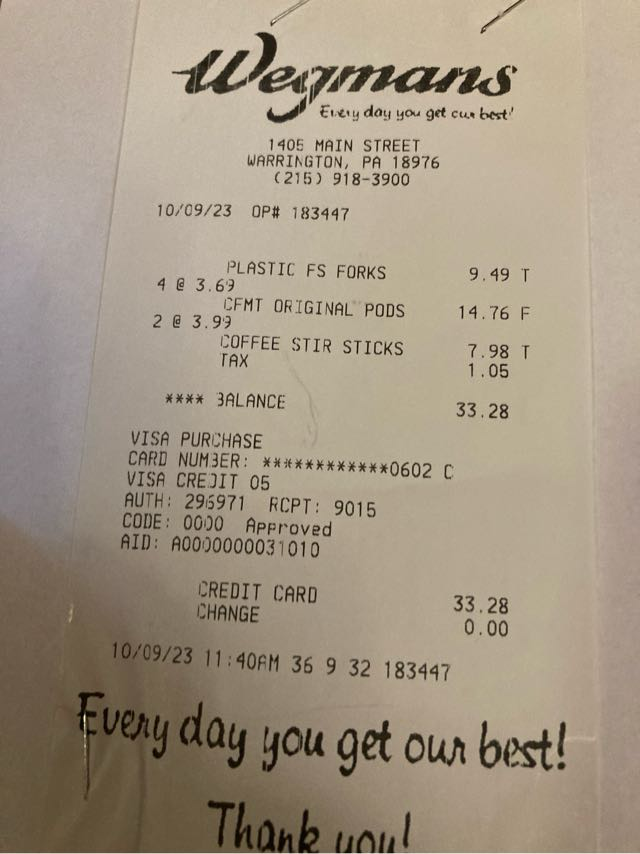 Wegmans
Every day you get our best!
1405 MAIN STREET
WARRINGTON, PA 18976
(215) 918-3900
10/09/23 OP# 183447
PLASTIC FS FORKS 9.49 T
4 @ 3.69
CFMT ORIGINAL PODS 14.76 F
2 @ 3.99
COFFEE STIR STICKS 7.98 T
TAX 1.05
**** BALANCE 33.28
VISA PURCHASE
CARD NUMBER: ************0602 C
VISA CREDIT 05
AUTH: 296971 RCPT: 9015
CODE: 0000 Approved
AID: A0000000031010
CREDIT CARD 33.28
CHANGE 0.00
10/09/23 11:40AM 36 9 32 183447
Every day you get our best!
Thank you!